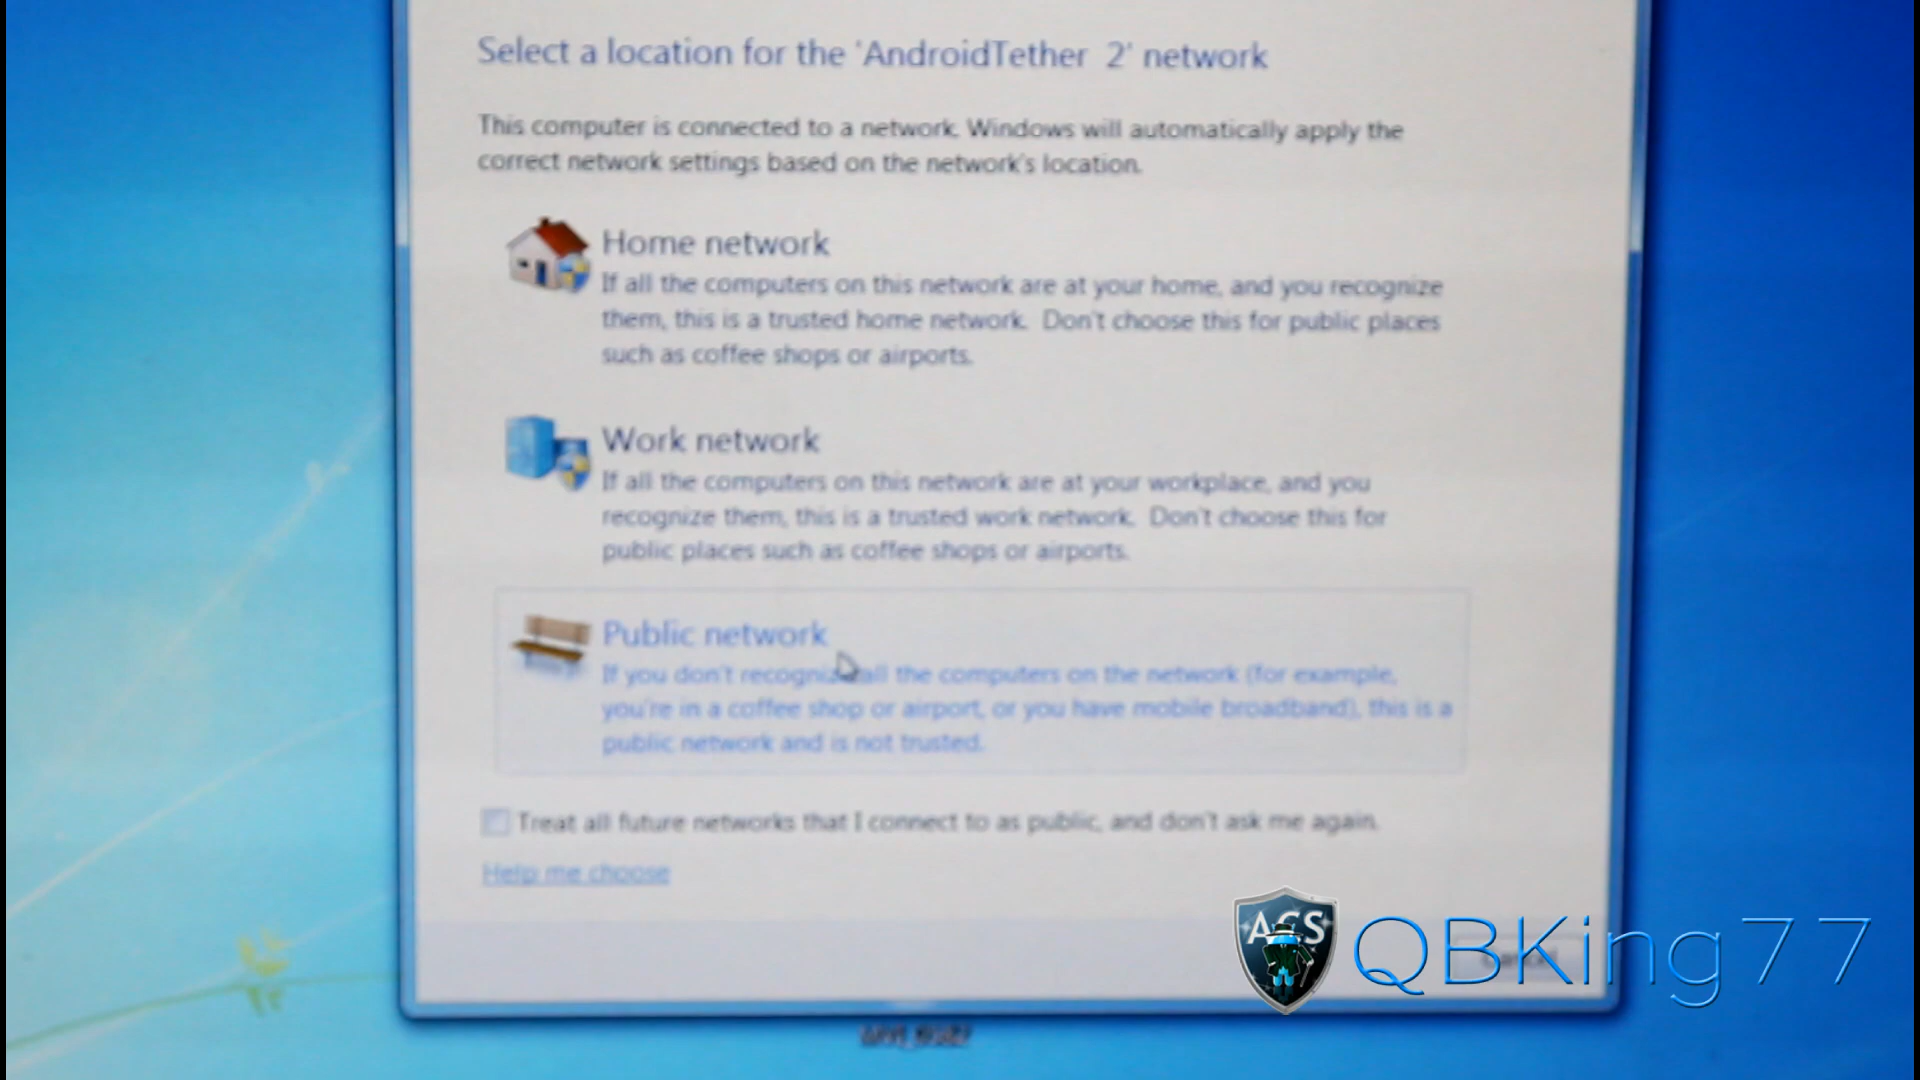 Select a location for the 'AndroidTether 2' network
This computer is connected to a network. Windows will automatically apply the
correct network settings based on the network's location.
Home network
If all the computers on this network are at your home, and you recognize
them, this is a trusted home network. Don't choose this for public places
such as coffee shops or airports.
Work network
If all the computers on this network are at your workplace, and you
recognize them, this is a trusted work network. Don't choose this for
public places such as coffee shops or airports.
Public network
If you don't recognize all the computers on the network (for example,
you're in a coffee shop or airport, or you have mobile broadband), this is a
public network and is not trusted.
Treat all future networks that I connect to as public, and don't ask me again.
Help me choose
ACS
QBKing77